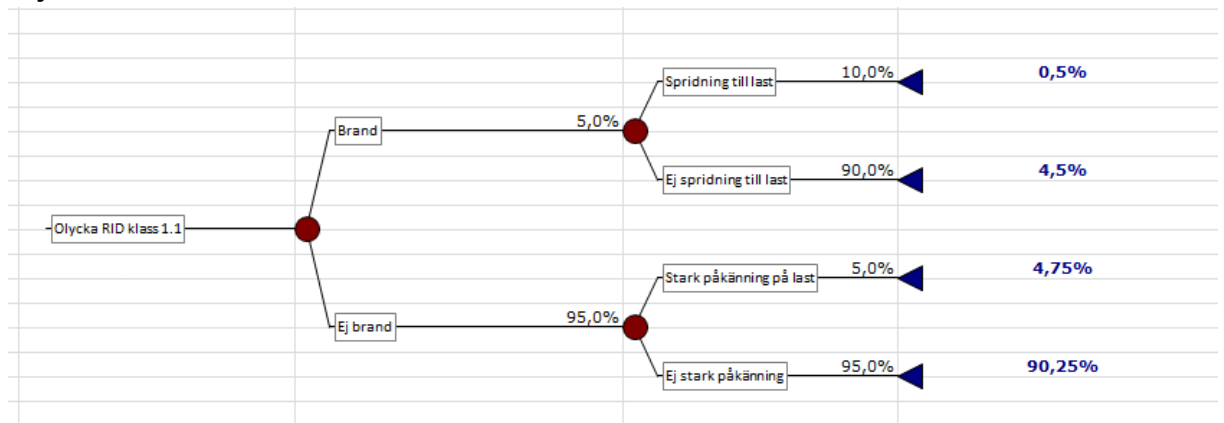 Spridning till last 10,0% 0,5%
Brand 5,0%
Ej spridning till last 90,0% 4,5%
Olycka RID klass 1.1
Stark påkänning på last 5,0% 4,75%
Ej brand 95,0%
Ej stark påkänning 95,0% 90,25%